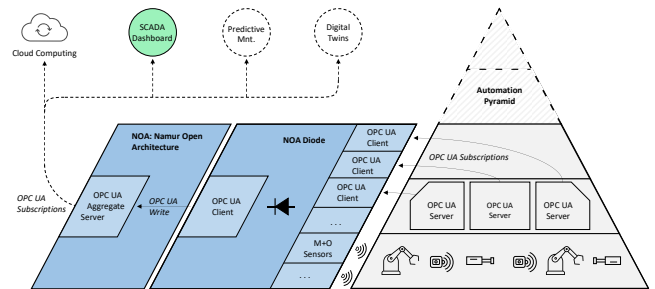 Cloud Computing
SCADA
Dashboard
Predictive
Mnt.
Digital
Twins
Automation
Pyramid
NOA: Namur Open
Architecture
NOA Diode
OPC UA
Client
OPC UA
Client
OPC UA
Client
. . .
M+O
Sensors
. . .
OPC UA Subscriptions
OPC UA
Subscriptions
OPC UA
Aggregate
Server
OPC UA
Write
OPC UA
Client
OPC UA
Server
OPC UA
Server
OPC UA
Server